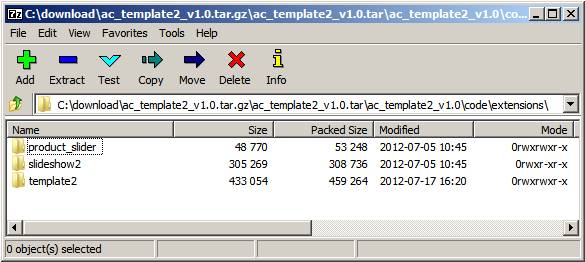 C:\download\ac_template2_v1.0.tar.gz\ac_template2_v1.0.tar\ac_template2_v1.0\co...
File Edit View Favorites Tools Help
Add Extract Test Copy Move Delete Info
C:\download\ac_template2_v1.0.tar.gz\ac_template2_v1.0.tar\ac_template2_v1.0\code\extensions\
Name Size Packed Size Modified Mode
product_slider 48 770 53 248 2012-07-05 10:45 0rwxrwxr-x
slideshow2 305 269 308 736 2012-07-05 10:45 0rwxrwxr-x
template2 433 054 459 264 2012-07-17 16:20 0rwxrwxr-x
0 object(s) selected